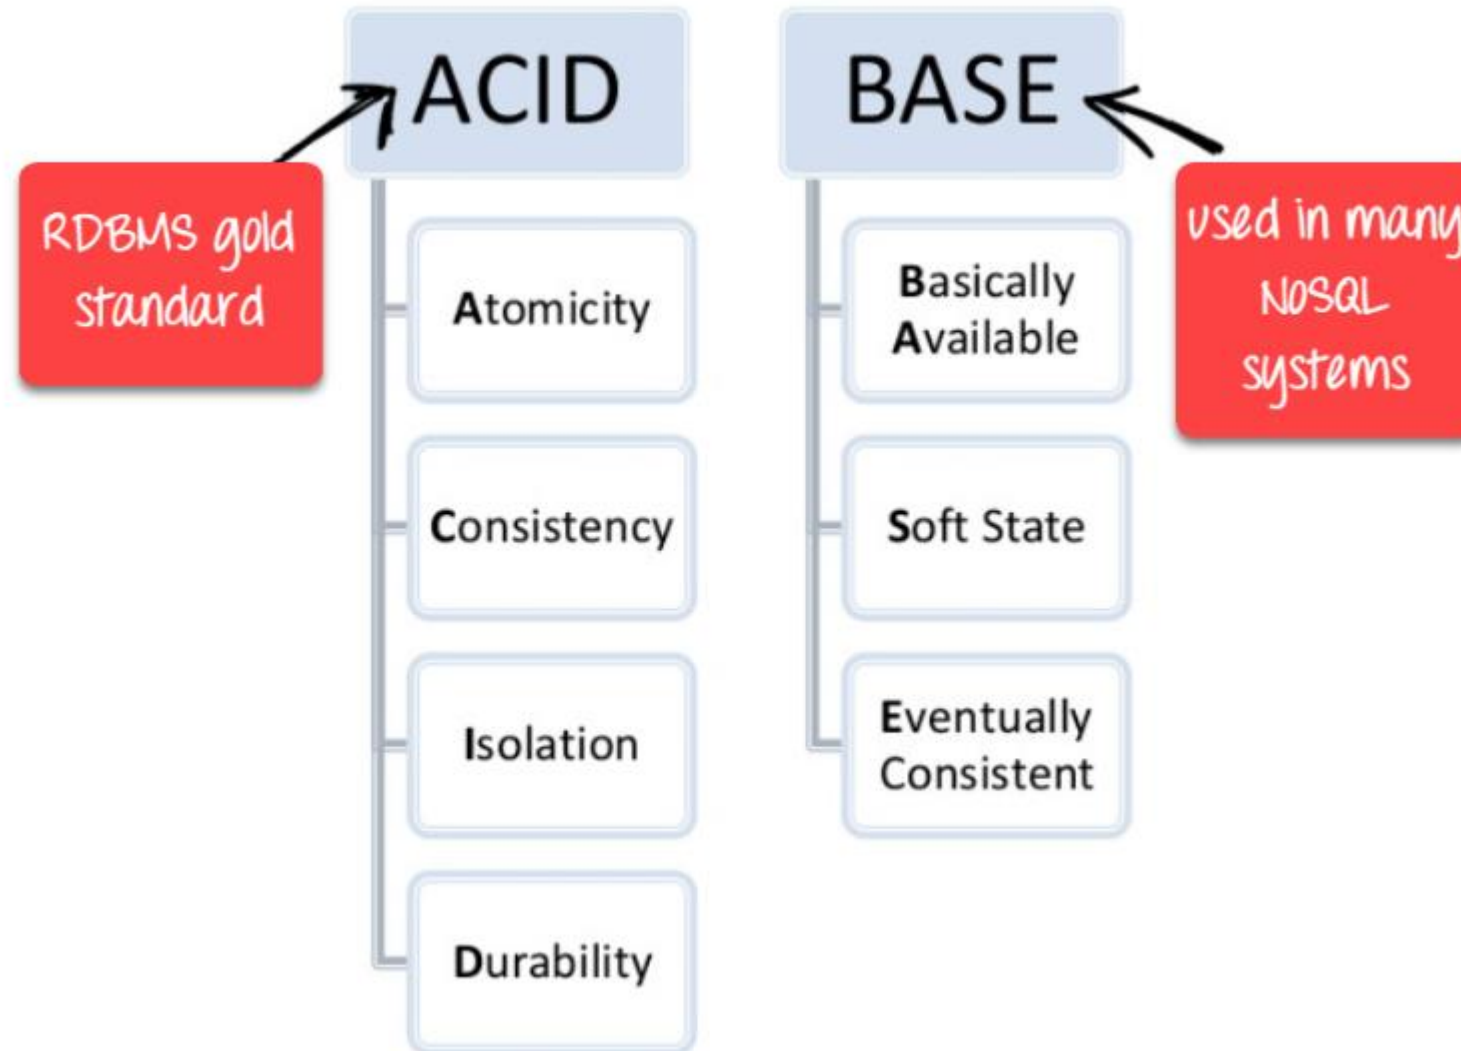 ACID
BASE
RDBMS gold
standard
used in many
NOSQL
systems
Atomicity
Consistency
Isolation
Durability
Basically
Available
Soft State
Eventually
Consistent